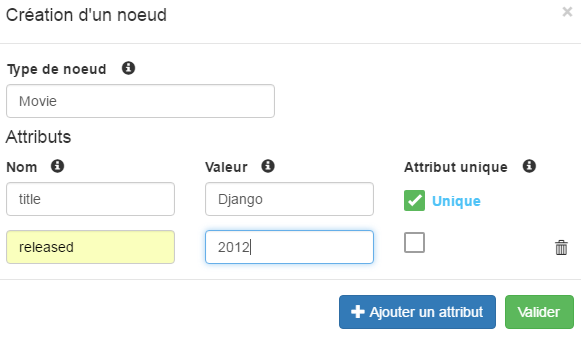 Création d'un noeud
×
Type de noeud
Movie
Attributs
Nom Valeur Attribut unique
title Django Unique
released 2012
Ajouter un attribut Valider